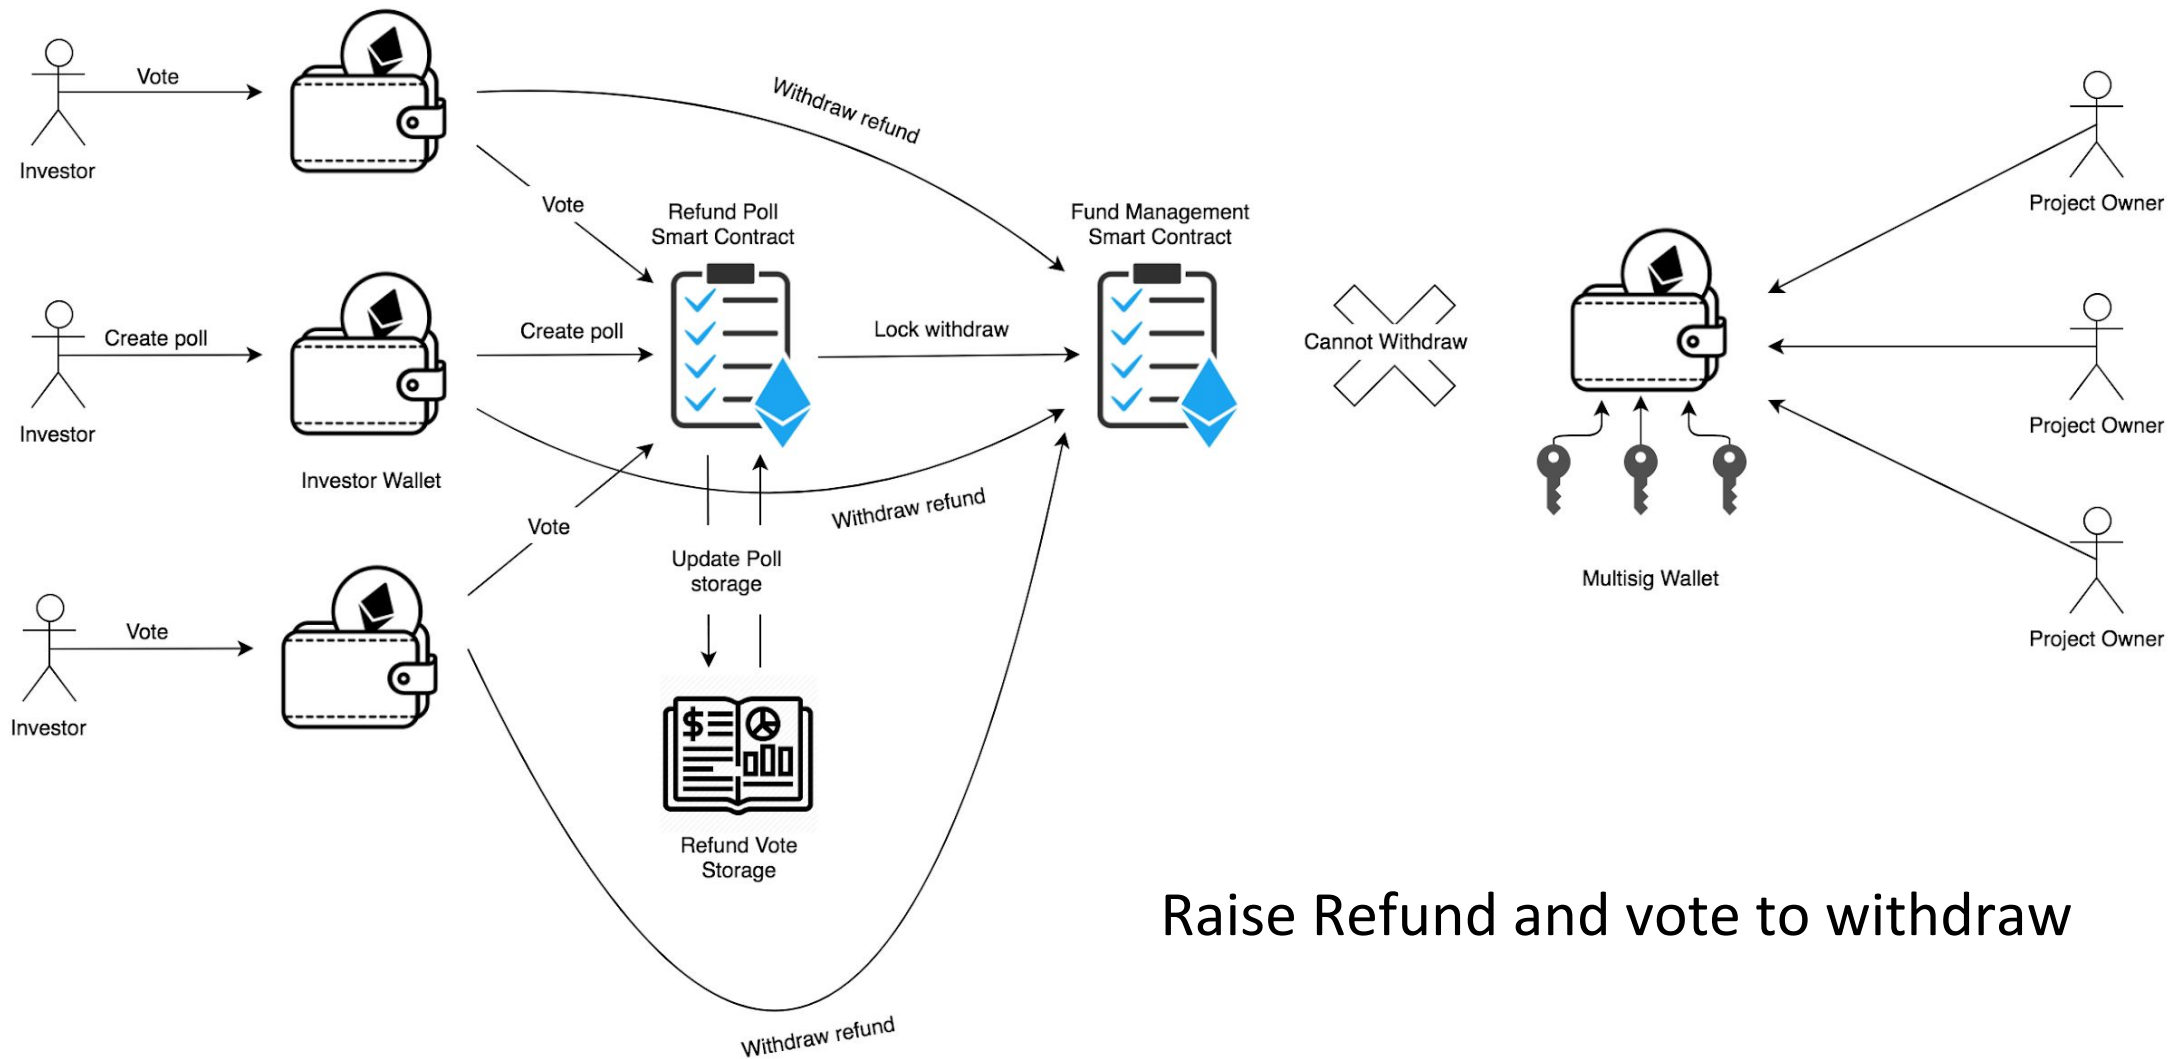 Vote
Investor
Withdraw refund
Vote
Refund Poll
Smart Contract
Fund Management
Smart Contract
Project Owner
Create poll
Investor
Investor Wallet
Create poll
Lock withdraw
Cannot Withdraw
Project Owner
Withdraw refund
Vote
Update Poll
storage
Multisig Wallet
Project Owner
Vote
Investor
$
Refund Vote
Storage
Raise Refund and vote to withdraw
Withdraw refund